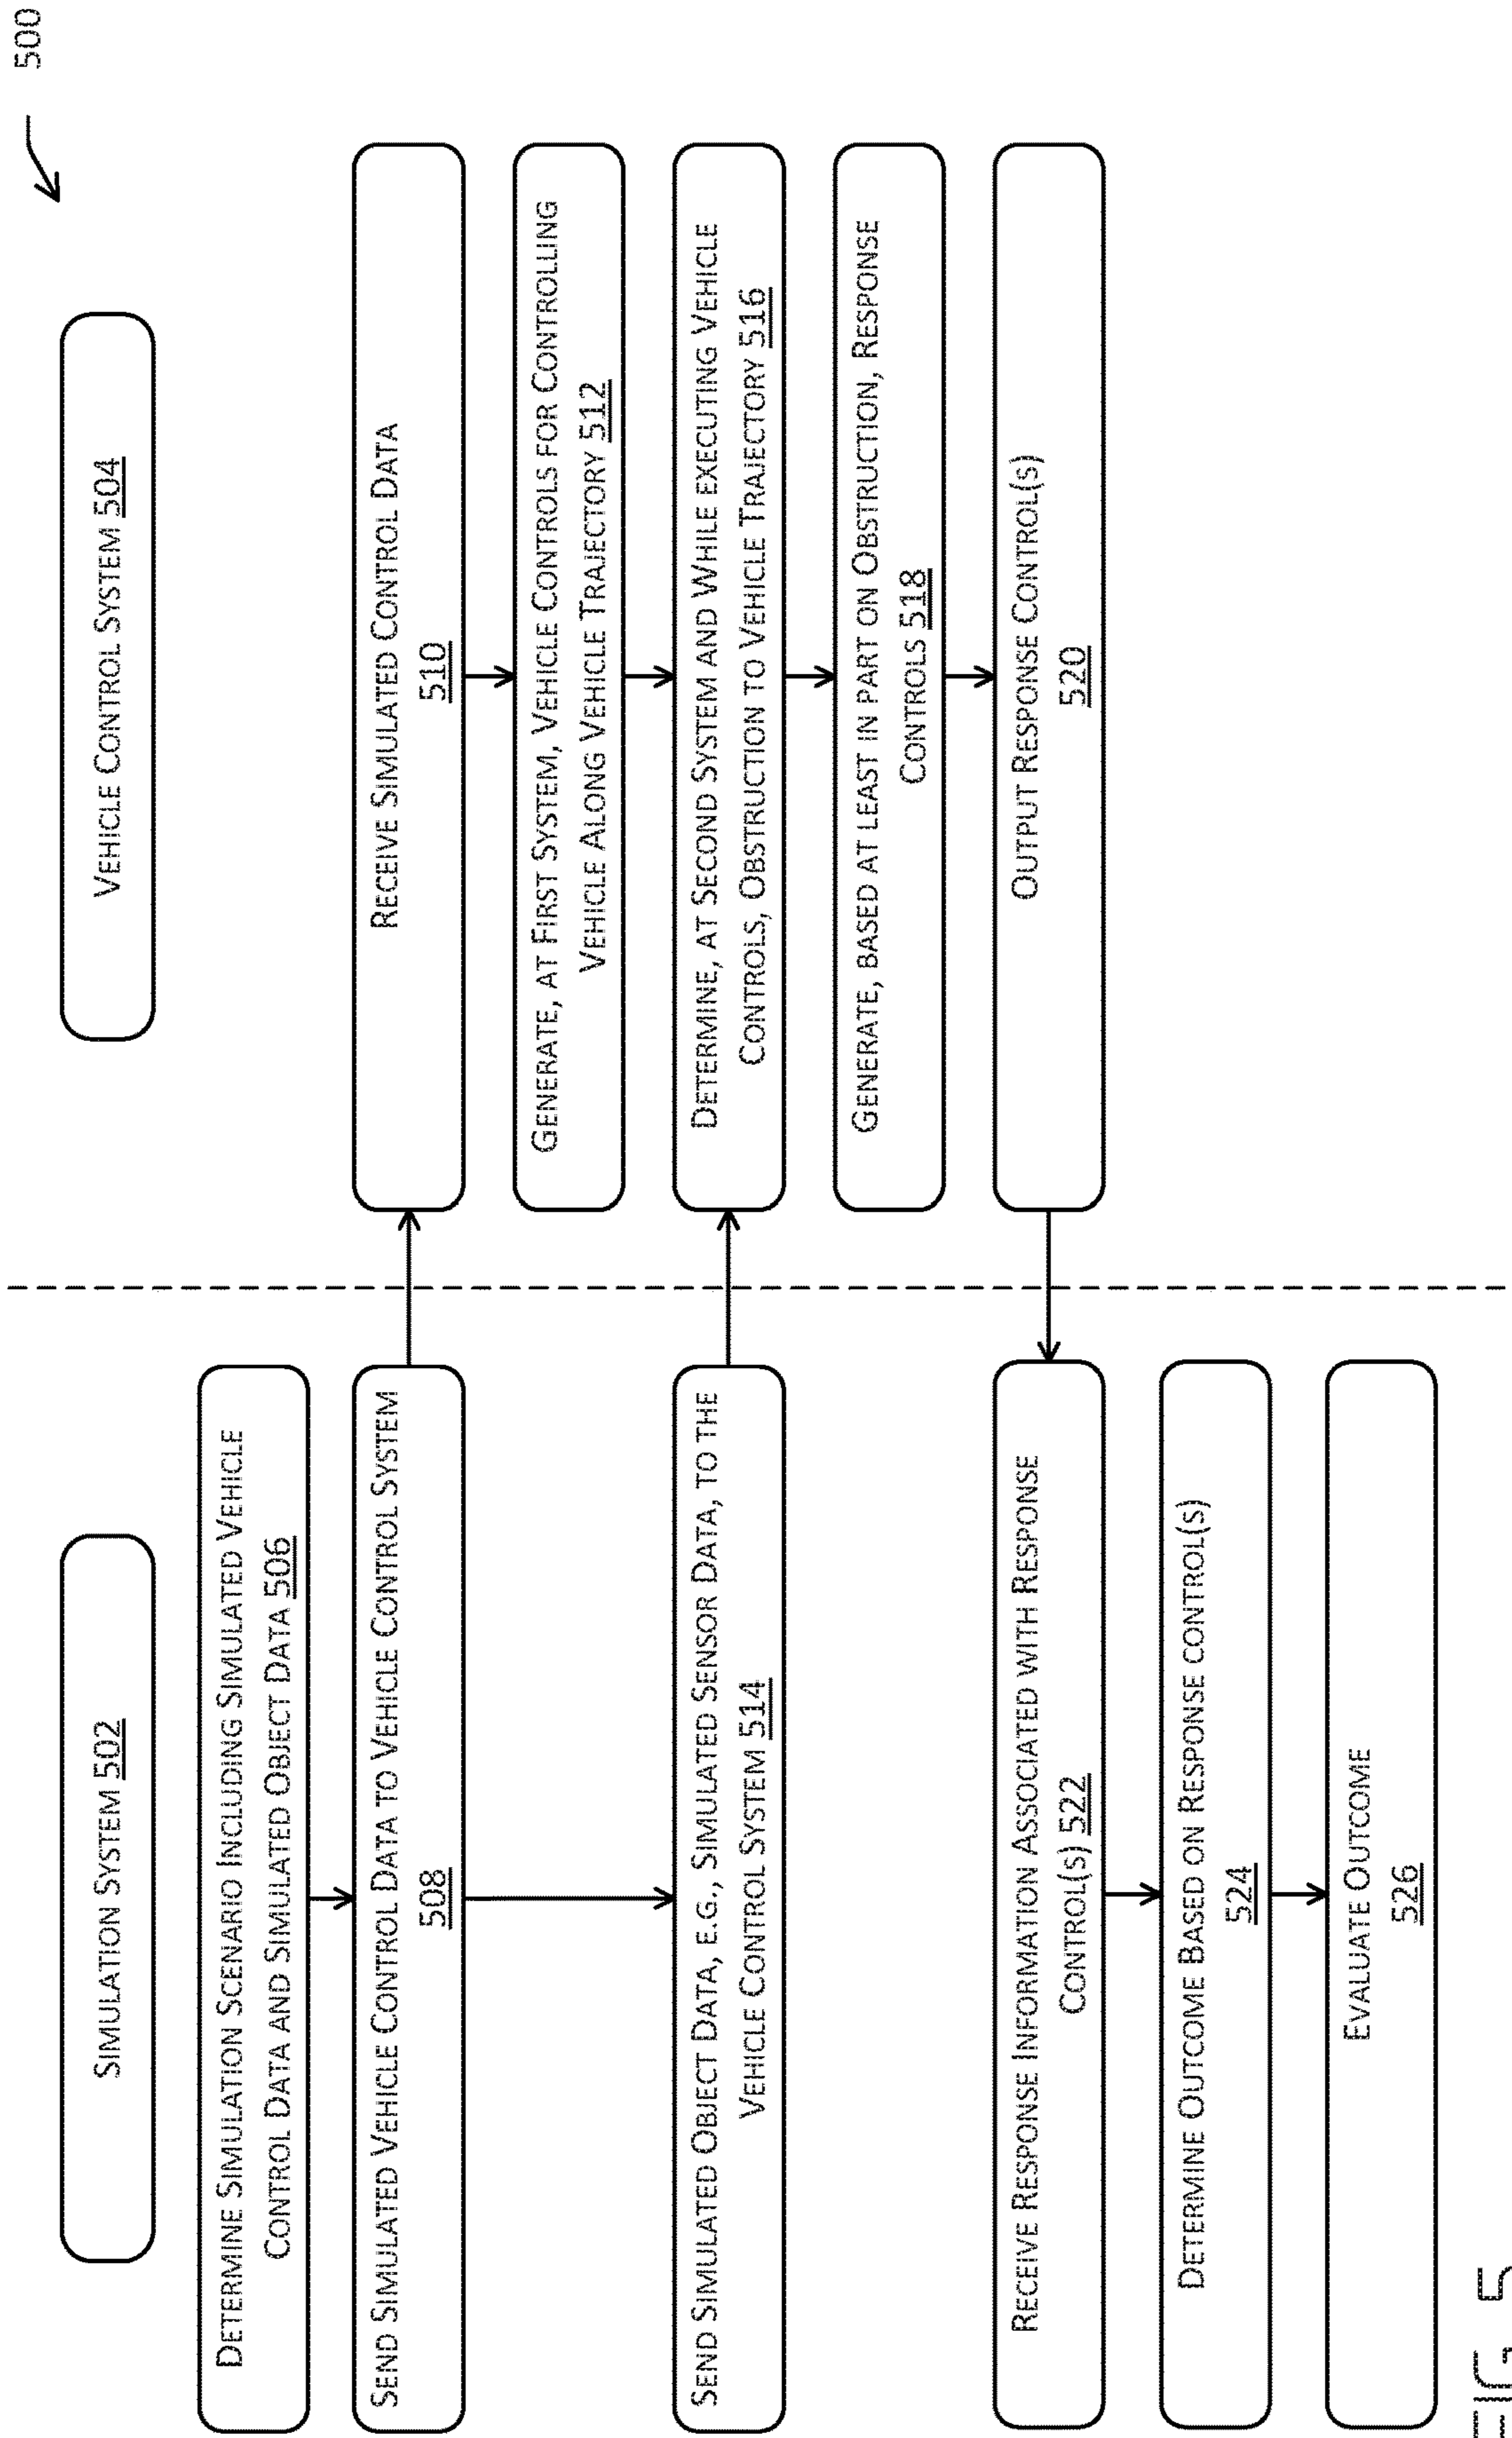 500
SIMULATION SYSTEM 502
VEHICLE CONTROL SYSTEM 504
DETERMINE SIMULATION SCENARIO INCLUDING SIMULATED VEHICLE
CONTROL DATA AND SIMULATED OBJECT DATA 506
SEND SIMULATED VEHICLE CONTROL DATA TO VEHICLE CONTROL SYSTEM
508
RECEIVE SIMULATED CONTROL DATA
510
GENERATE, AT FIRST SYSTEM, VEHICLE CONTROLS FOR CONTROLLING
VEHICLE ALONG VEHICLE TRAJECTORY 512
SEND SIMULATED OBJECT DATA, E.G., SIMULATED SENSOR DATA, TO THE
VEHICLE CONTROL SYSTEM 514
DETERMINE, AT SECOND SYSTEM AND WHILE EXECUTING VEHICLE
CONTROLS, OBSTRUCTION TO VEHICLE TRAJECTORY 516
GENERATE, BASED AT LEAST IN PART ON OBSTRUCTION, RESPONSE
CONTROLS 518
OUTPUT RESPONSE CONTROL(S)
520
RECEIVE RESPONSE INFORMATION ASSOCIATED WITH RESPONSE
CONTROL(S) 522
DETERMINE OUTCOME BASED ON RESPONSE CONTROL(S)
524
EVALUATE OUTCOME
526
FIG. 5